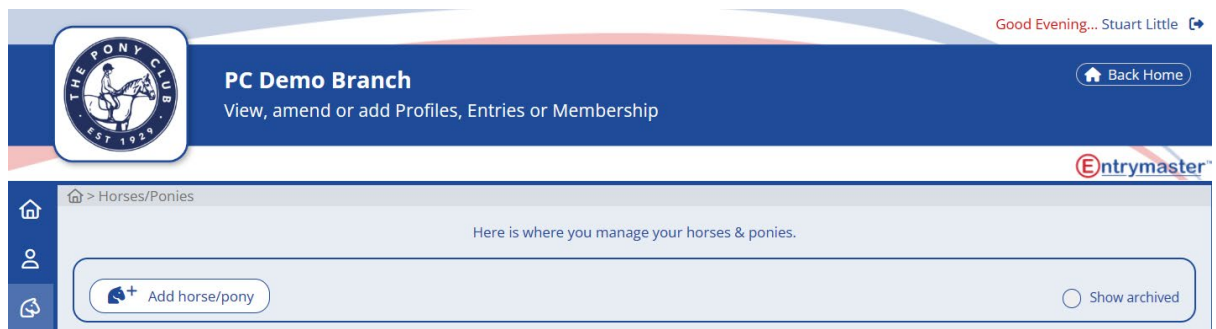 Good Evening... Stuart Little
THE PONY CLUB
· EST 1929 ·
PC Demo Branch
Back Home
View, amend or add Profiles, Entries or Membership
Entrymaster™
> Horses/Ponies
Here is where you manage your horses & ponies.
Add horse/pony
Show archived